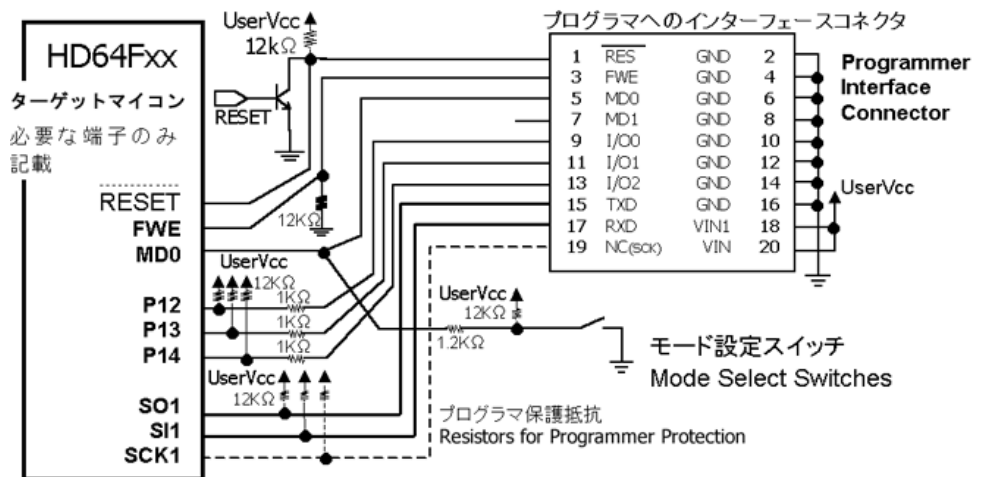 HD64Fxx
ターゲットマイコン
必要な端子のみ
記載
RESET
FWE
MD0
P12
P13
P14
SO1
SI1
SCK1
UserVcc
12kΩ
RESET
12KΩ
UserVcc
12KΩ
1KΩ
1KΩ
1KΩ
UserVcc
12KΩ
プログラマへのインターフェースコネクタ
1 RES GND 2
3 FWE GND 4
5 MD0 GND 6
7 MD1 GND 8
9 I/O0 GND 10
11 I/O1 GND 12
13 I/O2 GND 14
15 TXD GND 16
17 RXD VIN1 18
19 NC(SCK) VIN 20
Programmer
Interface
Connector
UserVcc
UserVcc
12KΩ
1.2KΩ
モード設定スイッチ
Mode Select Switches
プログラマ保護抵抗
Resistors for Programmer Protection